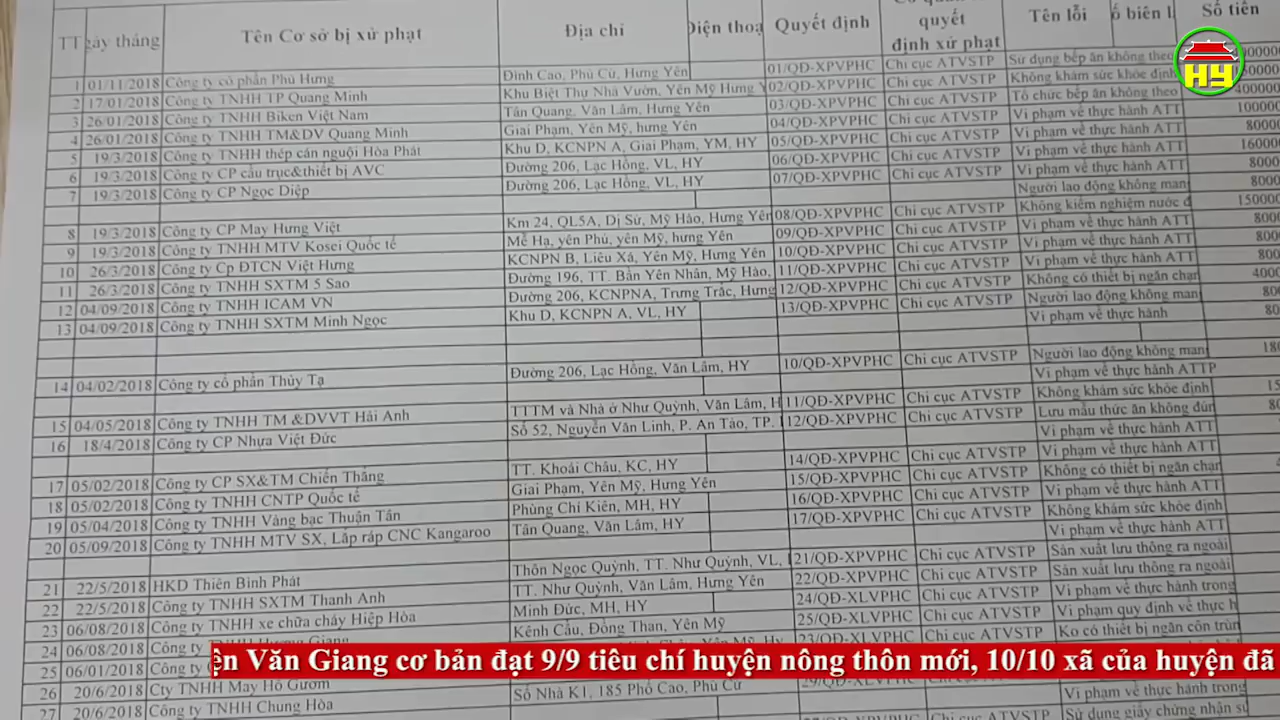 TT ày tháng Tên Cơ sở bị xử phạt Địa chỉ Điện thoạ Quyết định quyết định xử phạt Tên lỗi ố biên l Số tiền
HY
1 01/11/2018 Công ty cổ phần Phù Hưng Đình Cao, Phù Cừ, Hưng Yên 01/QĐ-XPVPHC Chi cục ATVSTP Sử dụng bếp ăn không theo
2 17/01/2018 Công ty TNHH TP Quang Minh Khu Biệt Thự Nhà Vườn, Yên Mỹ Hưng Y 02/QĐ-XPVPHC Chi cục ATVSTP Không khám sức khỏe định
3 26/01/2018 Công ty TNHH Biken Việt Nam Tân Quang, Văn Lâm, Hưng Yên 03/QĐ-XPVPHC Chi cục ATVSTP Tổ chức bếp ăn không theo
4 26/01/2018 Công ty TNHH TM&DV Quang Minh Giai Phạm, Yên Mỹ, hưng Yên 04/QĐ-XPVPHC Chi cục ATVSTP Vi phạm về thực hành ATT 100000
5 19/3/2018 Công ty TNHH thép cán nguội Hòa Phát Khu D, KCNPN A, Giai Phạm, YM, HY 05/QĐ-XPVPHC Chi cục ATVSTP Vi phạm về thực hành ATT 80000
6 19/3/2018 Công ty CP cầu trục&thiết bị AVC Đường 206, Lạc Hồng, VL, HY 06/QĐ-XPVPHC Chi cục ATVSTP Vi phạm về thực hành ATT 160000
7 19/3/2018 Công ty CP Ngọc Diệp Đường 206, Lạc Hồng, VL, HY 07/QĐ-XPVPHC Chi cục ATVSTP Vi phạm về thực hành ATT 8000
Người lao động không man 8000
8 19/3/2018 Công ty CP May Hưng Việt Km 24, QL5A, Dị Sử, Mỹ Hào, Hưng Yên 08/QĐ-XPVPHC Chi cục ATVSTP Không kiểm nghiệm nước đ 150000
9 19/3/2018 Công ty TNHH MTV Kosei Quốc tế Mễ Hạ, yên Phú, yên Mỹ, hưng Yên 09/QĐ-XPVPHC Chi cục ATVSTP Vi phạm về thực hành ATT 800
10 26/3/2018 Công ty Cp ĐTCN Việt Hưng KCNPN B, Liêu Xá, Yên Mỹ, Hưng Yên 10/QĐ-XPVPHC Chi cục ATVSTP Vi phạm về thực hành ATT 800
11 26/3/2018 Công ty TNHH SXTM 5 Sao Đường 196, TT. Bần Yên Nhân, Mỹ Hào, 11/QĐ-XPVPHC Chi cục ATVSTP Vi phạm về thực hành ATT 800
12 04/09/2018 Công ty TNHH ICAM VN Đường 206, KCNPNA, Trưng Trắc, Hưng 12/QĐ-XPVPHC Chi cục ATVSTP Không có thiết bị ngăn chạn 4000
13 04/09/2018 Công ty TNHH SXTM Minh Ngọc Khu D, KCNPN A, VL, HY 13/QĐ-XPVPHC Chi cục ATVSTP Người lao động không man 800
Vi phạm về thực hành 80
14 04/02/2018 Công ty cổ phần Thủy Tạ Đường 206, Lạc Hồng, Văn Lâm, HY 10/QĐ-XPVPHC Chi cục ATVSTP Người lao động không man 180
Vi phạm về thực hành ATTP
15 04/05/2018 Công ty TNHH TM &DVVT Hải Anh TTTM và Nhà ở Như Quỳnh, Văn Lâm, H 11/QĐ-XPVPHC Chi cục ATVSTP Không khám sức khỏe định 15
16 18/4/2018 Công ty CP Nhựa Việt Đức Số 52, Nguyễn Văn Linh, P. An Tảo, TP. 12/QĐ-XPVPHC Chi cục ATVSTP Lưu mẫu thức ăn không đún 80
Vi phạm về thực hành ATT
17 05/02/2018 Công ty CP SX&TM Chiến Thắng TT. Khoái Châu, KC, HY 14/QĐ-XPVPHC Chi cục ATVSTP Vi phạm về thực hành ATT
18 05/02/2018 Công ty TNHH CNTP Quốc tế Giai Phạm, Yên Mỹ, Hưng Yên 15/QĐ-XPVPHC Chi cục ATVSTP Không có thiết bị ngăn chạn
19 05/04/2018 Công ty TNHH Vàng bạc Thuận Tân Phùng Chí Kiên, MH, HY 16/QĐ-XPVPHC Chi cục ATVSTP Vi phạm về thực hành ATT
20 05/09/2018 Công ty TNHH MTV SX, Lắp ráp CNC Kangaroo Tân Quang, Văn Lâm, HY 17/QĐ-XPVPHC Chi cục ATVSTP Không khám sức khỏe định
Vi phạm về thực hành ATT
21 22/5/2018 HKD Thiên Bình Phát Thôn Ngọc Quỳnh, TT. Như Quỳnh, VL, 21/QĐ-XPVPHC Chi cục ATVSTP Sản xuất lưu thông ra ngoài
22 22/5/2018 Công ty TNHH SXTM Thanh Anh TT. Như Quỳnh, Văn Lâm, Hưng Yên 22/QĐ-XPVPHC Chi cục ATVSTP Sản xuất lưu thông ra ngoài
23 06/08/2018 Công ty TNHH xe chữa cháy Hiệp Hòa Minh Đức, MH, HY 24/QĐ-XLVPHC Chi cục ATVSTP Vi phạm về thực hành trong
24 06/08/2018 Công ty TNHH Hương Giang Kênh Cầu, Đồng Than, Yên Mỹ 25/QĐ-XLVPHC Chi cục ATVSTP Vi phạm quy định về thực h
25 06/01/2018 Công ty 23/QĐ-XLVPHC Chi cục ATVSTP Ko có thiết bị ngăn côn trùn
ện Văn Giang cơ bản đạt 9/9 tiêu chí huyện nông thôn mới, 10/10 xã của huyện đã
26 20/6/2018 Cty TNHH May Hồ Gươm Số Nhà K1, 185 Phố Cao, Phù Cừ Vi phạm về thực hành trong
27 20/6/2018 Công ty TNHH Chung Hòa Sử dụng giấy chứng nhận sứ